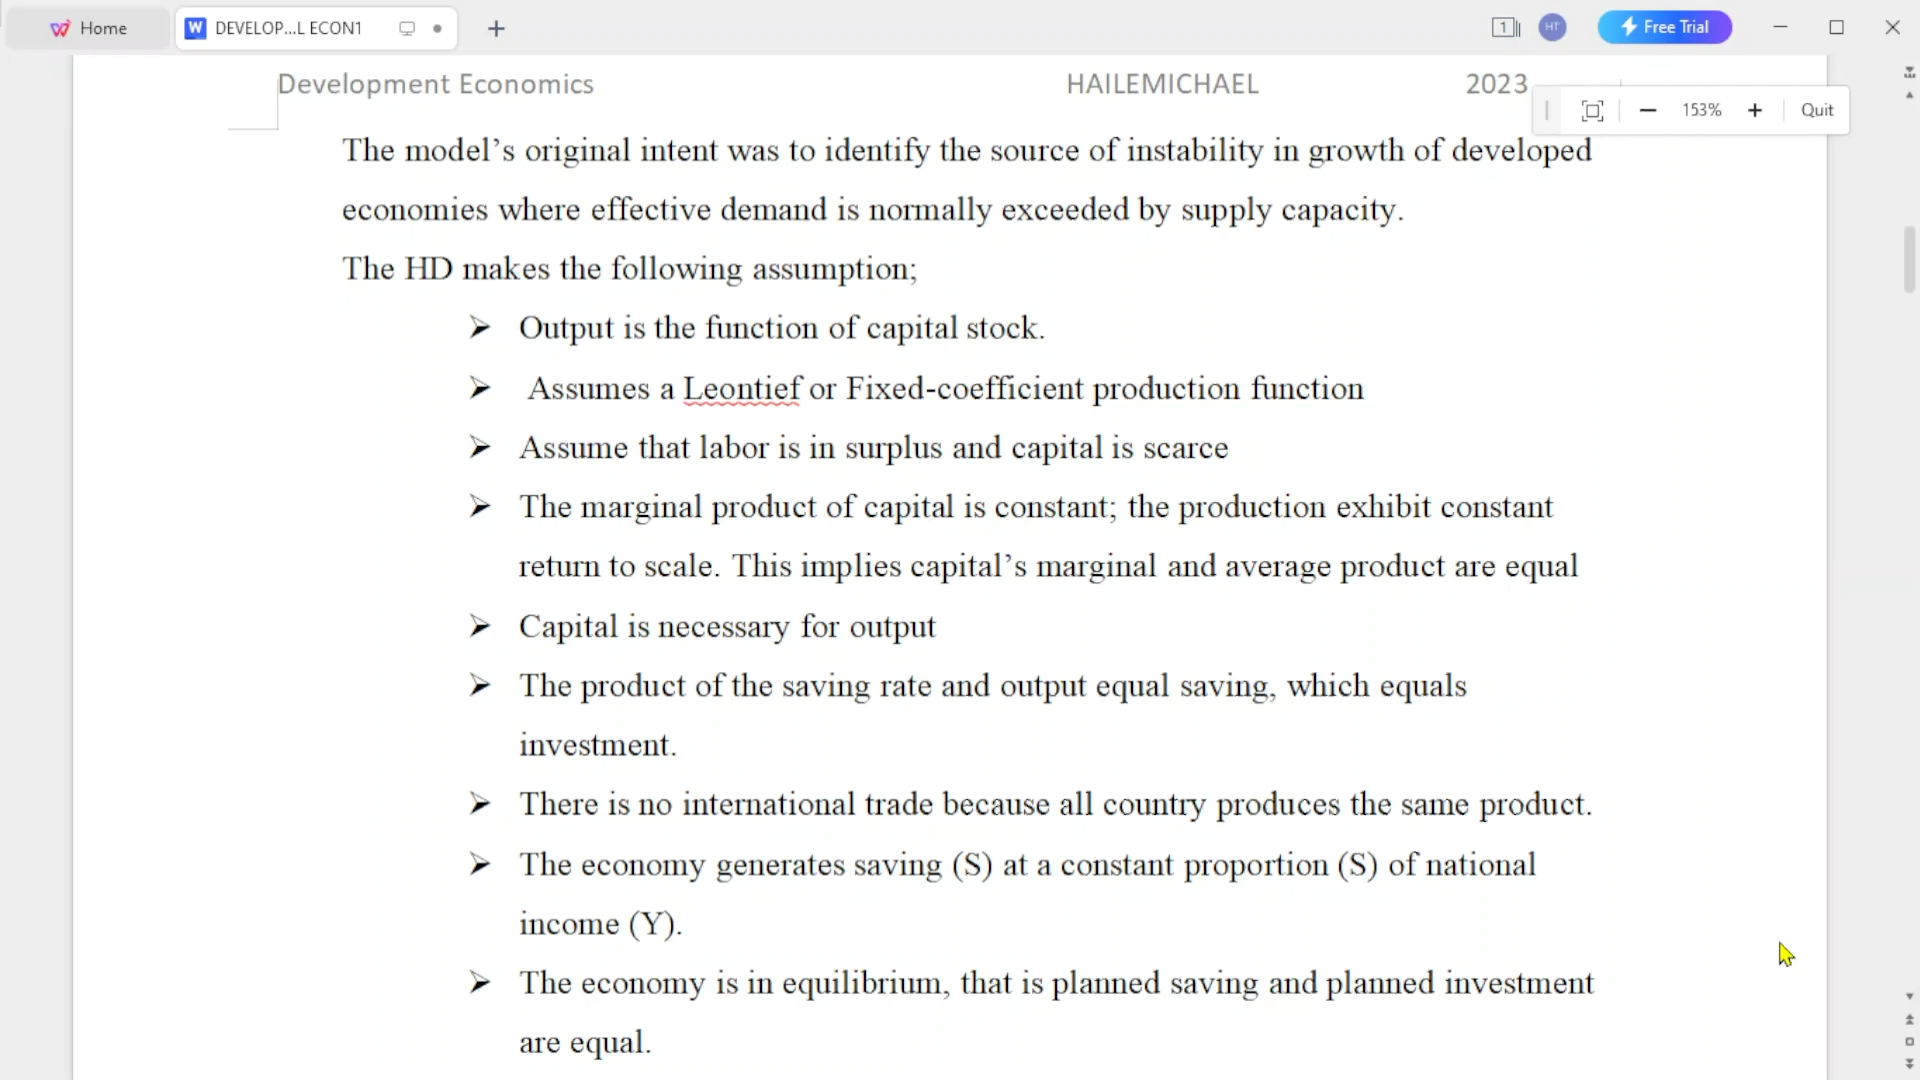 Home
DEVELOP...L ECON1
1
HT
Free Trial
Development Economics HAILEMICHAEL 2023
153%
Quit
The model’s original intent was to identify the source of instability in growth of developed
economies where effective demand is normally exceeded by supply capacity.
The HD makes the following assumption;
➢ Output is the function of capital stock.
➢ Assumes a Leontief or Fixed-coefficient production function
➢ Assume that labor is in surplus and capital is scarce
➢ The marginal product of capital is constant; the production exhibit constant
return to scale. This implies capital’s marginal and average product are equal
➢ Capital is necessary for output
➢ The product of the saving rate and output equal saving, which equals
investment.
➢ There is no international trade because all country produces the same product.
➢ The economy generates saving (S) at a constant proportion (S) of national
income (Y).
➢ The economy is in equilibrium, that is planned saving and planned investment
are equal.